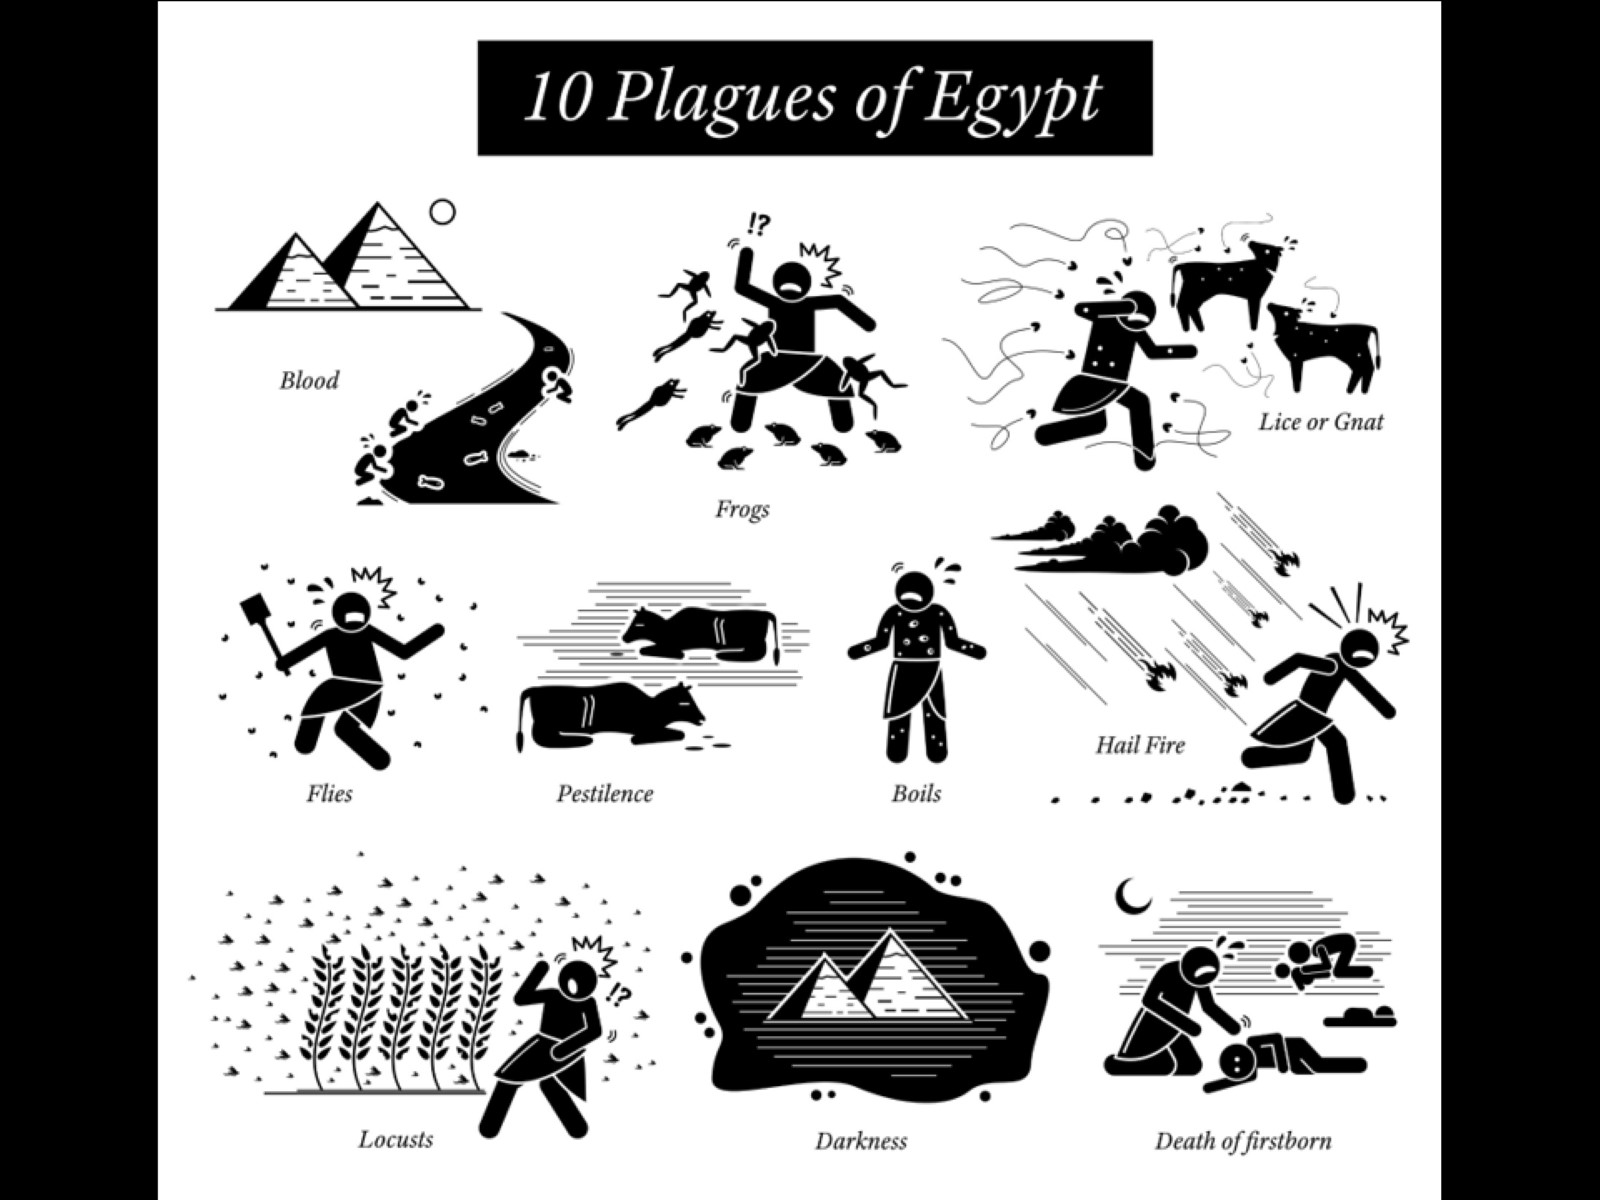 10 Plagues of Egypt
!?
Blood
Frogs
Lice or Gnat
Flies
Pestilence
Boils
Hail Fire
!?
Locusts
Darkness
Death of firstborn